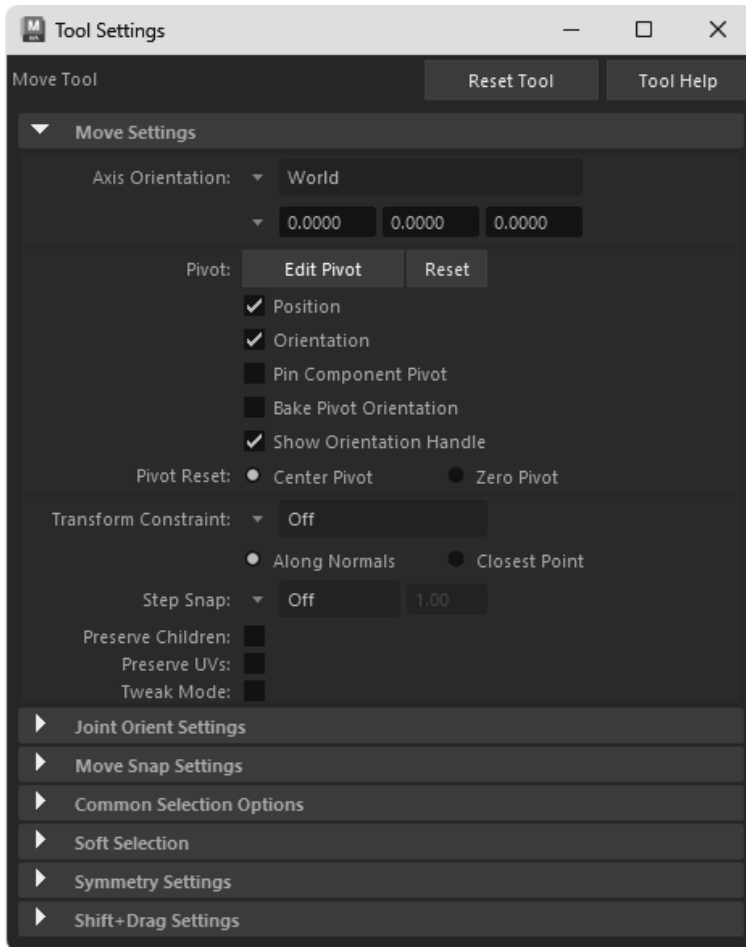 Tool Settings
Move Tool Reset Tool Tool Help
Move Settings
Axis Orientation: World
0.0000 0.0000 0.0000
Pivot: Edit Pivot Reset
Position
Orientation
Pin Component Pivot
Bake Pivot Orientation
Show Orientation Handle
Pivot Reset: Center Pivot Zero Pivot
Transform Constraint: Off
Along Normals Closest Point
Step Snap: Off 1.00
Preserve Children:
Preserve UVs:
Tweak Mode:
Joint Orient Settings
Move Snap Settings
Common Selection Options
Soft Selection
Symmetry Settings
Shift+Drag Settings